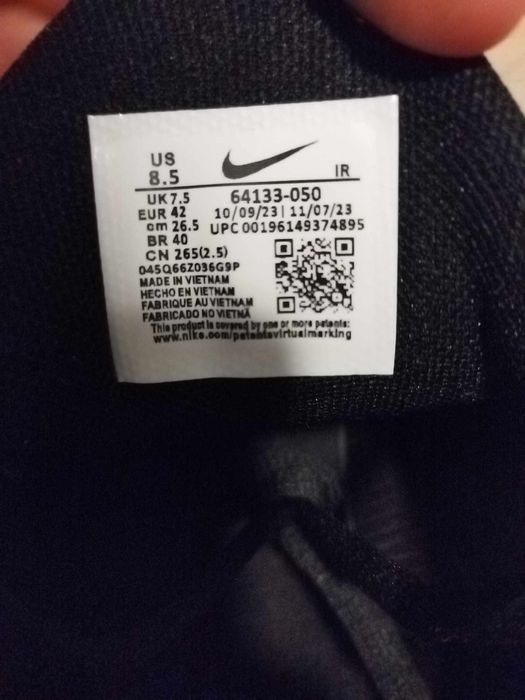 US
8.5
IR
UK 7.5
64133-050
EUR 42
10/09/23 | 11/07/23
cm 26.5
UPC 00196149374895
BR 40
CN 265(2.5)
045Q66Z036G9P
MADE IN VIETNAM
HECHO EN VIETNAM
FABRIQUE AU VIETNAM
FABRICADO NO VIETNÃ
This product is covered by one or more patents:
www.nike.com/patentsvirtualmarking